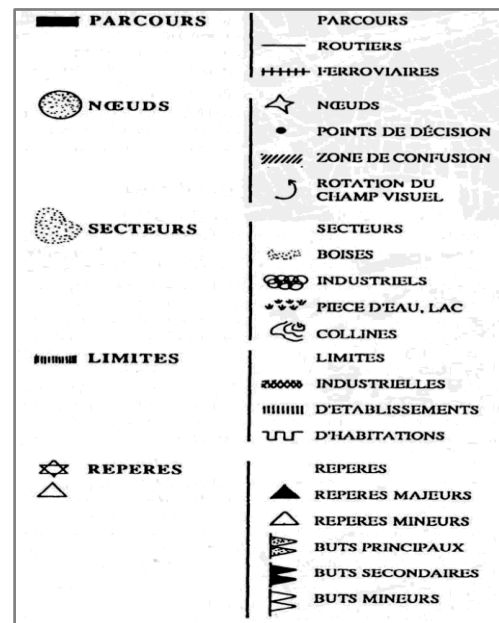 PARCOURS
PARCOURS
ROUTIERS
FERROVIAIRES
NŒUDS
NŒUDS
POINTS DE DÉCISION
ZONE DE CONFUSION
ROTATION DU
CHAMP VISUEL
SECTEURS
SECTEURS
BOISES
INDUSTRIELS
PIECE D'EAU, LAC
COLLINES
LIMITES
LIMITES
INDUSTRIELLES
D'ETABLISSEMENTS
D'HABITATIONS
REPERES
REPERES
REPERES MAJEURS
REPERES MINEURS
BUTS PRINCIPAUX
BUTS SECONDAIRES
BUTS MINEURS